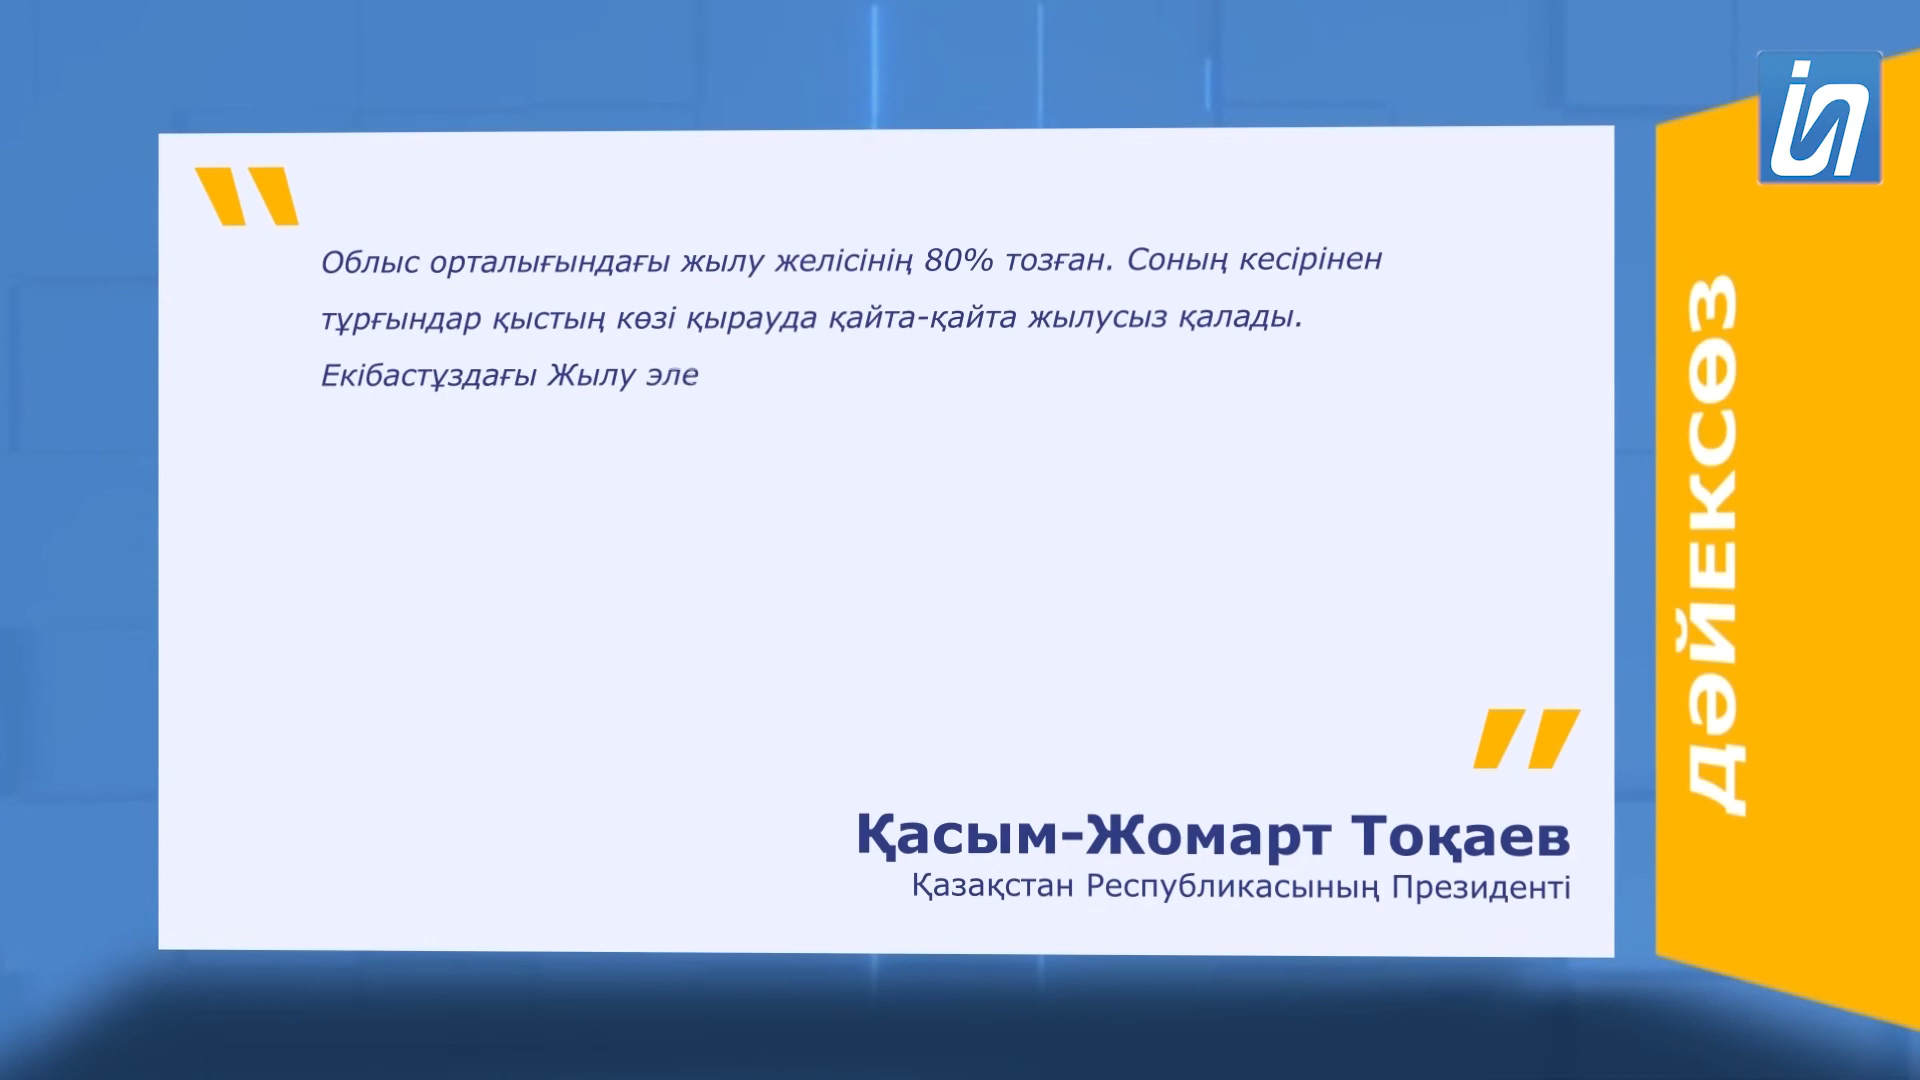 Облыс орталығындағы жылу желісінің 80% тозған. Соның кесірінен
тұрғындар қыстың көзі қырауда қайта-қайта жылусыз қалады.
Екібастұздағы Жылу эле
Қасым-Жомарт Тоқаев
Қазақстан Республикасының Президенті
ДӘЙЕКСӨЗ